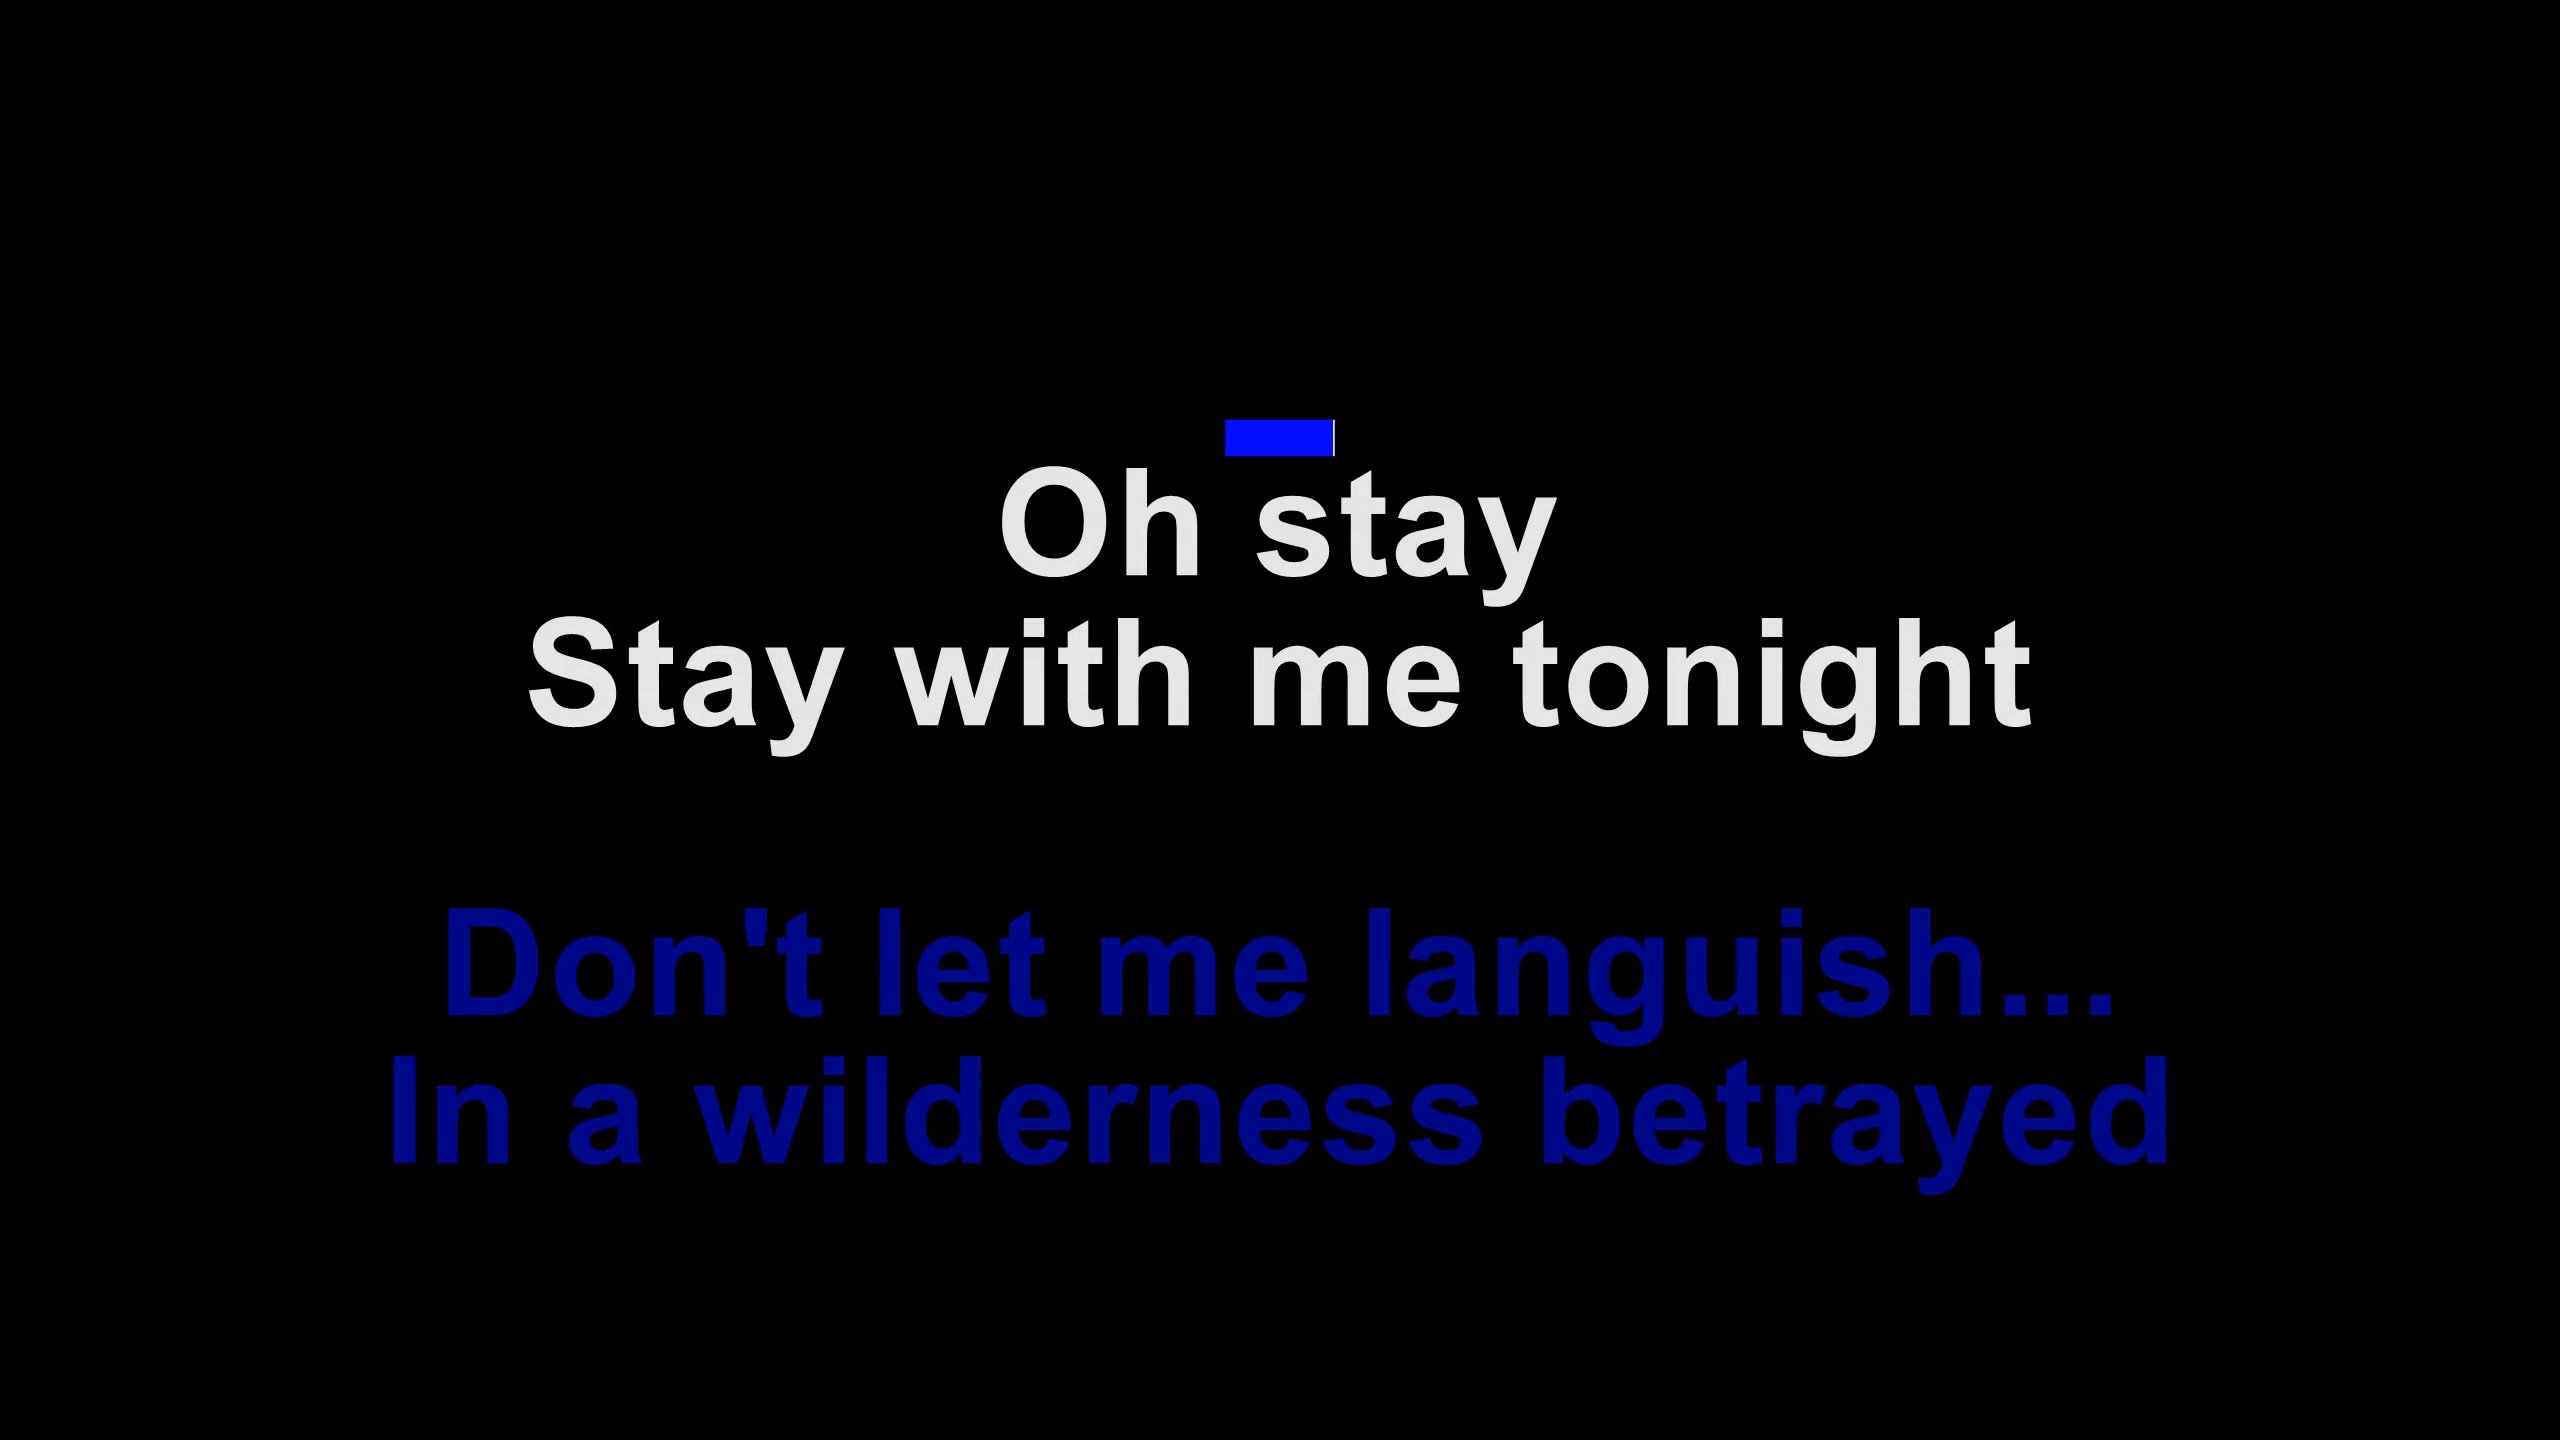 Oh stay
Stay with me tonight
Don't let me languish...
In a wilderness betrayed